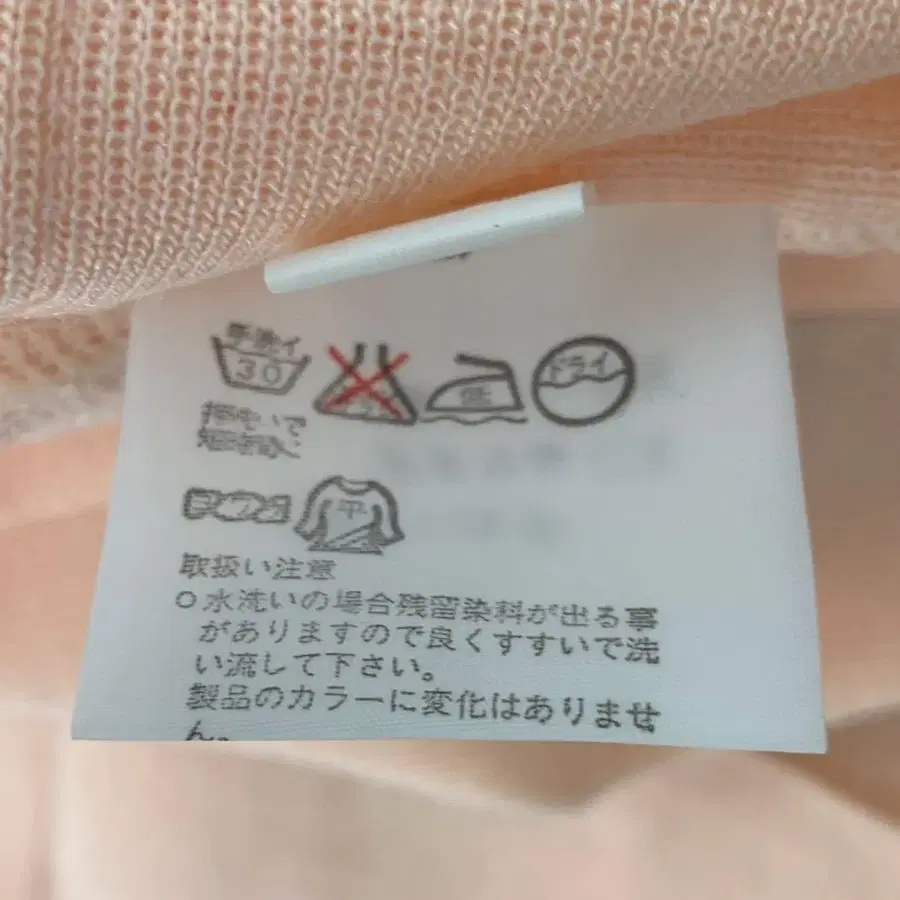 手洗イ
30
低
ドライ
平
取扱い注意
○水洗いの場合残留染料が出る事
がありますので良くすすいで洗
い流して下さい。
製品のカラーに変化はありませ
ん。